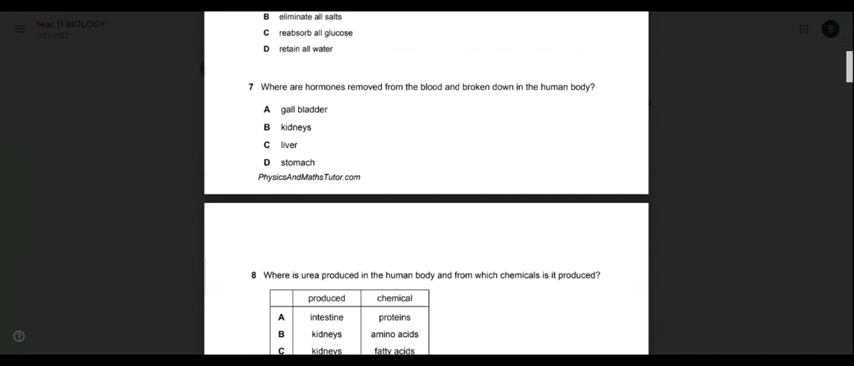 Year 11 BIOLOGY
2021-2022
S
B eliminate all salts
C reabsorb all glucose
D retain all water
7 Where are hormones removed from the blood and broken down in the human body?
A gall bladder
B kidneys
C liver
D stomach
PhysicsAndMathsTutor.com
8 Where is urea produced in the human body and from which chemicals is it produced?
produced chemical
A intestine proteins
B kidneys amino acids
C kidneys fatty acids